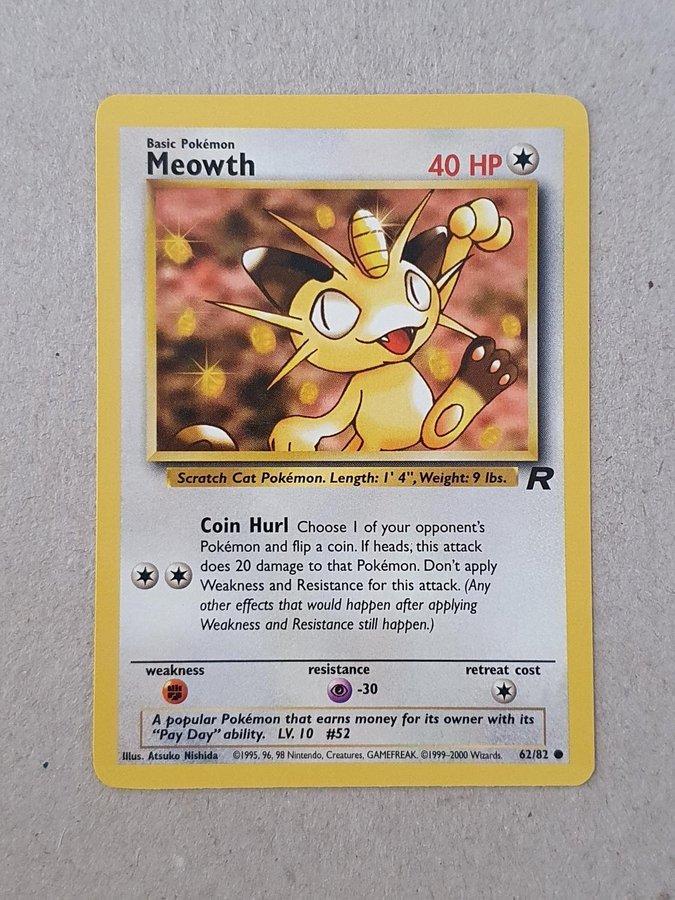 Basic Pokémon
Meowth
40 HP
Scratch Cat Pokémon. Length: 1' 4", Weight: 9 lbs.
R
Coin Hurl Choose 1 of your opponent's
Pokémon and flip a coin. If heads, this attack
does 20 damage to that Pokémon. Don't apply
Weakness and Resistance for this attack. (Any
other effects that would happen after applying
Weakness and Resistance still happen.)
weakness resistance retreat cost
-30
A popular Pokémon that earns money for its owner with its
"Pay Day" ability. LV. 10 #52
Illus. Atsuko Nishida ©1995, 96, 98 Nintendo, Creatures, GAMEFREAK. ©1999-2000 Wizards. 62/82